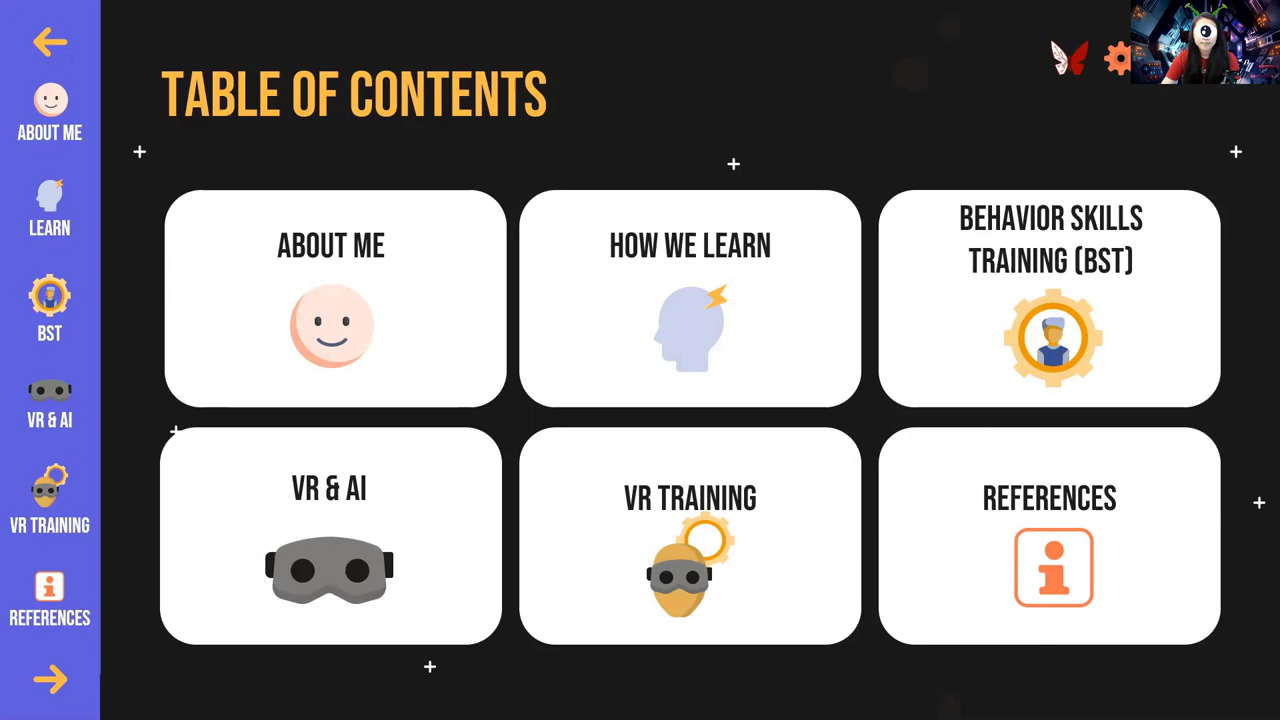 TABLE OF CONTENTS
ABOUT ME
LEARN
BST
VR & AI
VR TRAINING
REFERENCES
ABOUT ME
HOW WE LEARN
BEHAVIOR SKILLS
TRAINING (BST)
VR & AI
VR TRAINING
REFERENCES